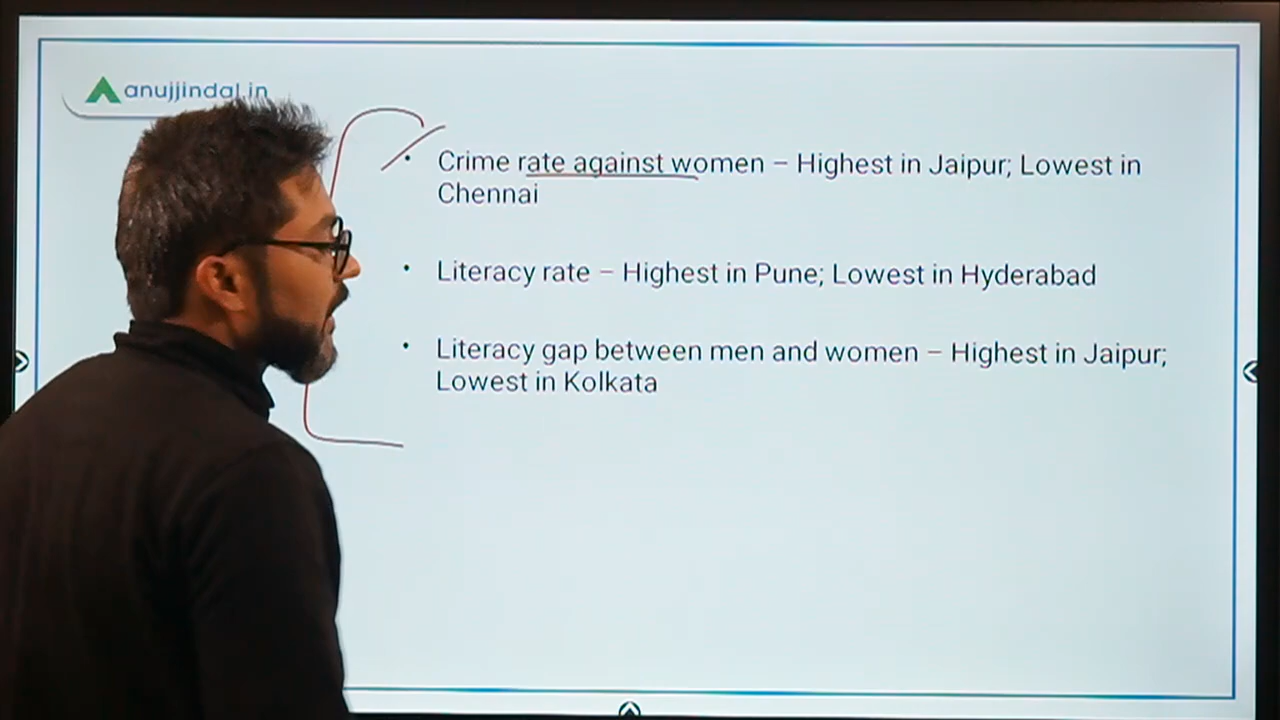 anujjindal.in
• Crime rate against women – Highest in Jaipur; Lowest in
Chennai
• Literacy rate – Highest in Pune; Lowest in Hyderabad
• Literacy gap between men and women – Highest in Jaipur;
Lowest in Kolkata